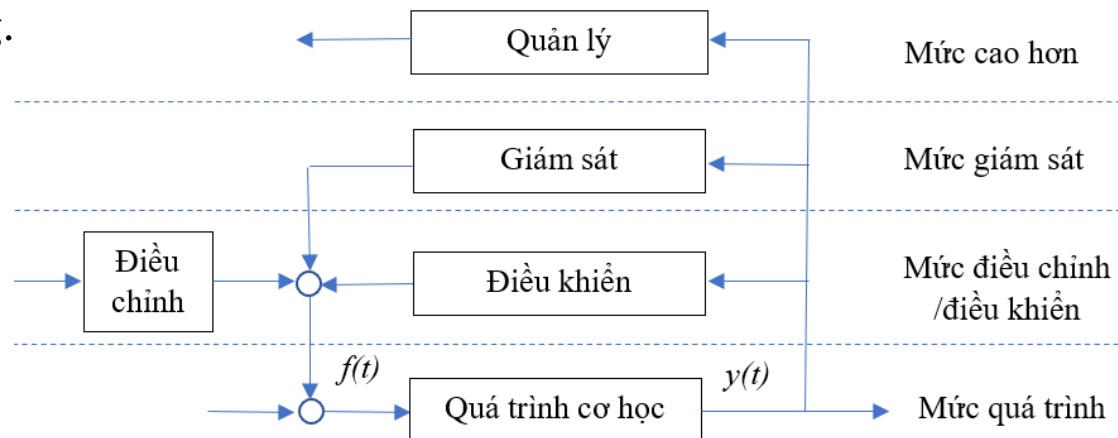 g.
Quản lý
Mức cao hơn
Giám sát
Mức giám sát
Điều
chỉnh
Điều khiển
Mức điều chỉnh
/điều khiển
f(t)
y(t)
Quá trình cơ học
Mức quá trình